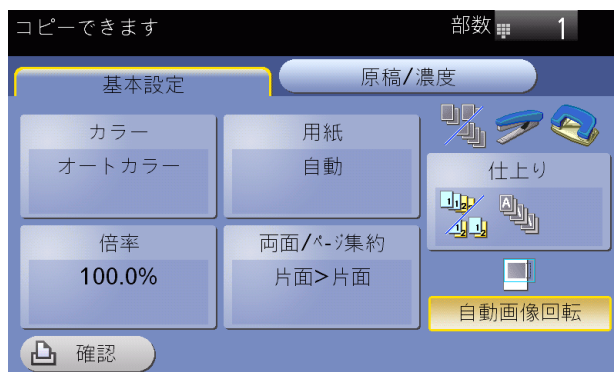 コピーできます
部数 1
基本設定
原稿/濃度
カラー
オートカラー
用紙
自動
仕上り
倍率
100.0%
両面/ページ集約
片面>片面
自動画像回転
確認